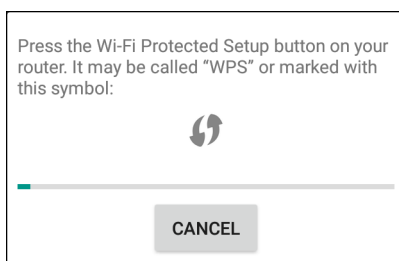 Press the Wi-Fi Protected Setup button on your
router. It may be called “WPS” or marked with
this symbol:
CANCEL